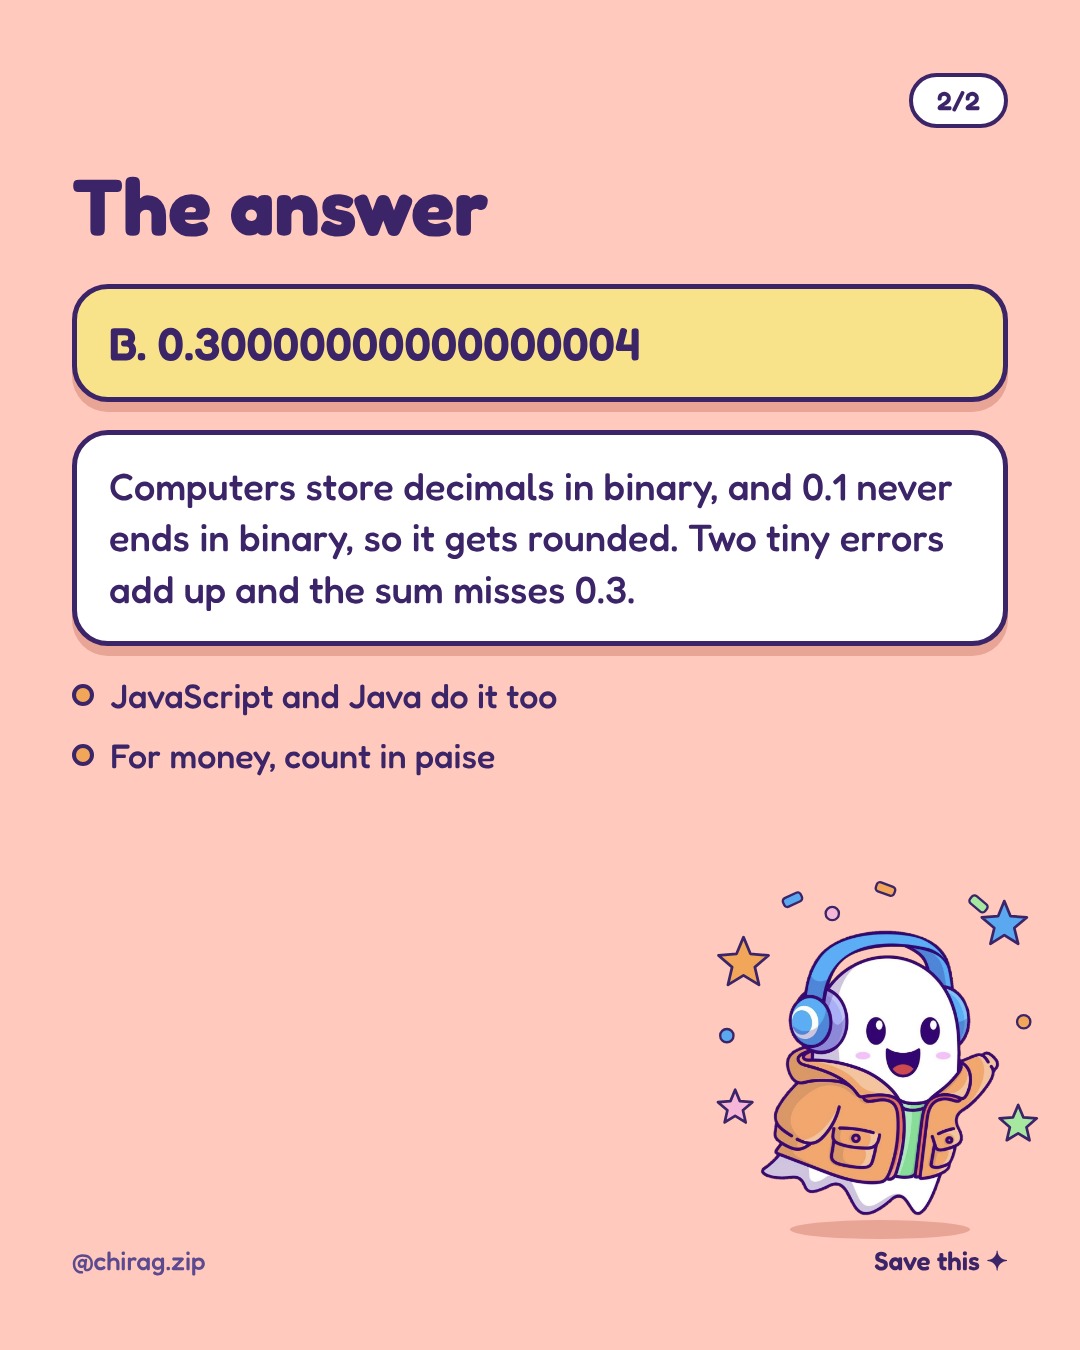 2/2
The answer
B. 0.30000000000000004
Computers store decimals in binary, and 0.1 never
ends in binary, so it gets rounded. Two tiny errors
add up and the sum misses 0.3.
JavaScript and Java do it too
For money, count in paise
@chirag.zip
Save this ✦